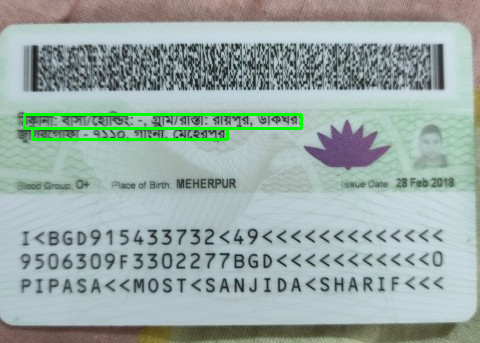 ঠিকানা: বাসা/হোল্ডিং: -, গ্রাম/রাস্তা: রায়পুর, ডাকঘর:
- ৭১১০, গাংনী, মেহেরপুর
Blood Group: O+ Place of Birth: MEHERPUR Issue Date: 28 Feb 2018
I<BGD915433732<49<<<<<<<<<<<<<
9506309F3302277BGD<<<<<<<<<<<0
PIPASA<<MOST<SANJIDA<SHARIF<<<